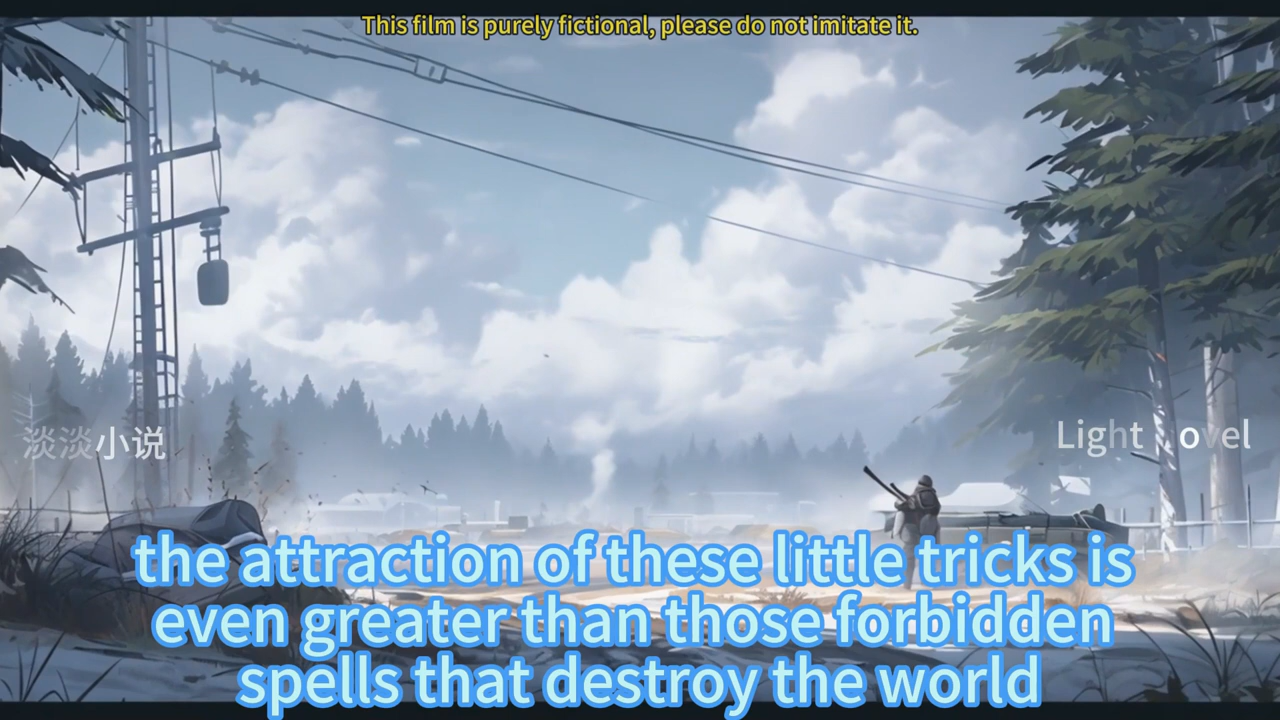 This film is purely fictional, please do not imitate it.
淡淡小说
Light Novel
the attraction of these little tricks is
even greater than those forbidden
spells that destroy the world